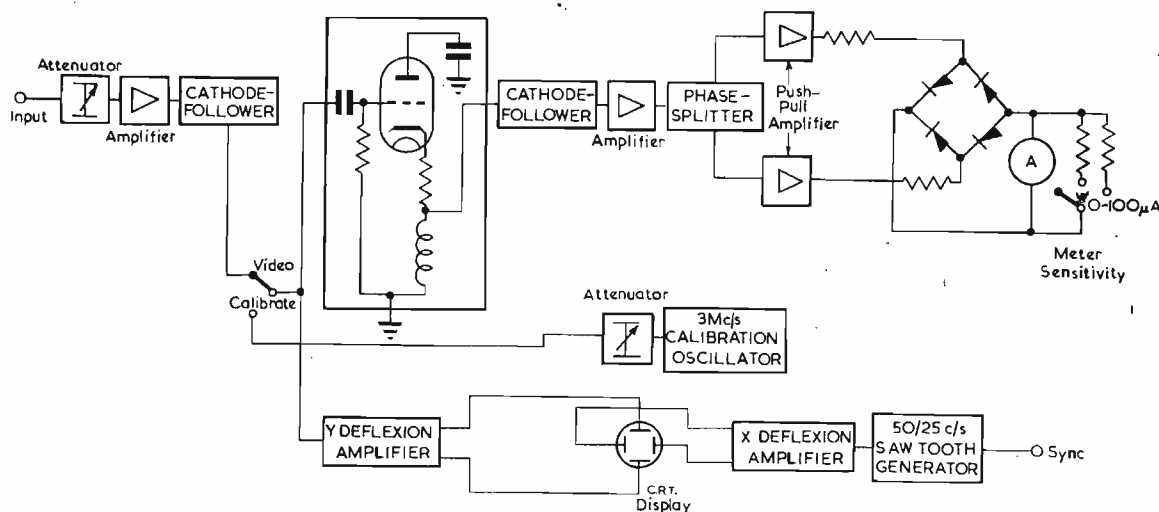 Attenuator
Input
Amplifier
CATHODE-
FOLLOWER
CATHODE-
FOLLOWER
Amplifier
PHASE-
SPLITTER
Push-
Pull
Amplifier
A
0-100μA
Meter
Sensitivity
Video
Calibrate
Attenuator
3Mc/s
CALIBRATION
OSCILLATOR
Y DEFLEXION
AMPLIFIER
C.R.T.
Display
X DEFLEXION
AMPLIFIER
50/25 c/s
SAW TOOTH
GENERATOR
Sync